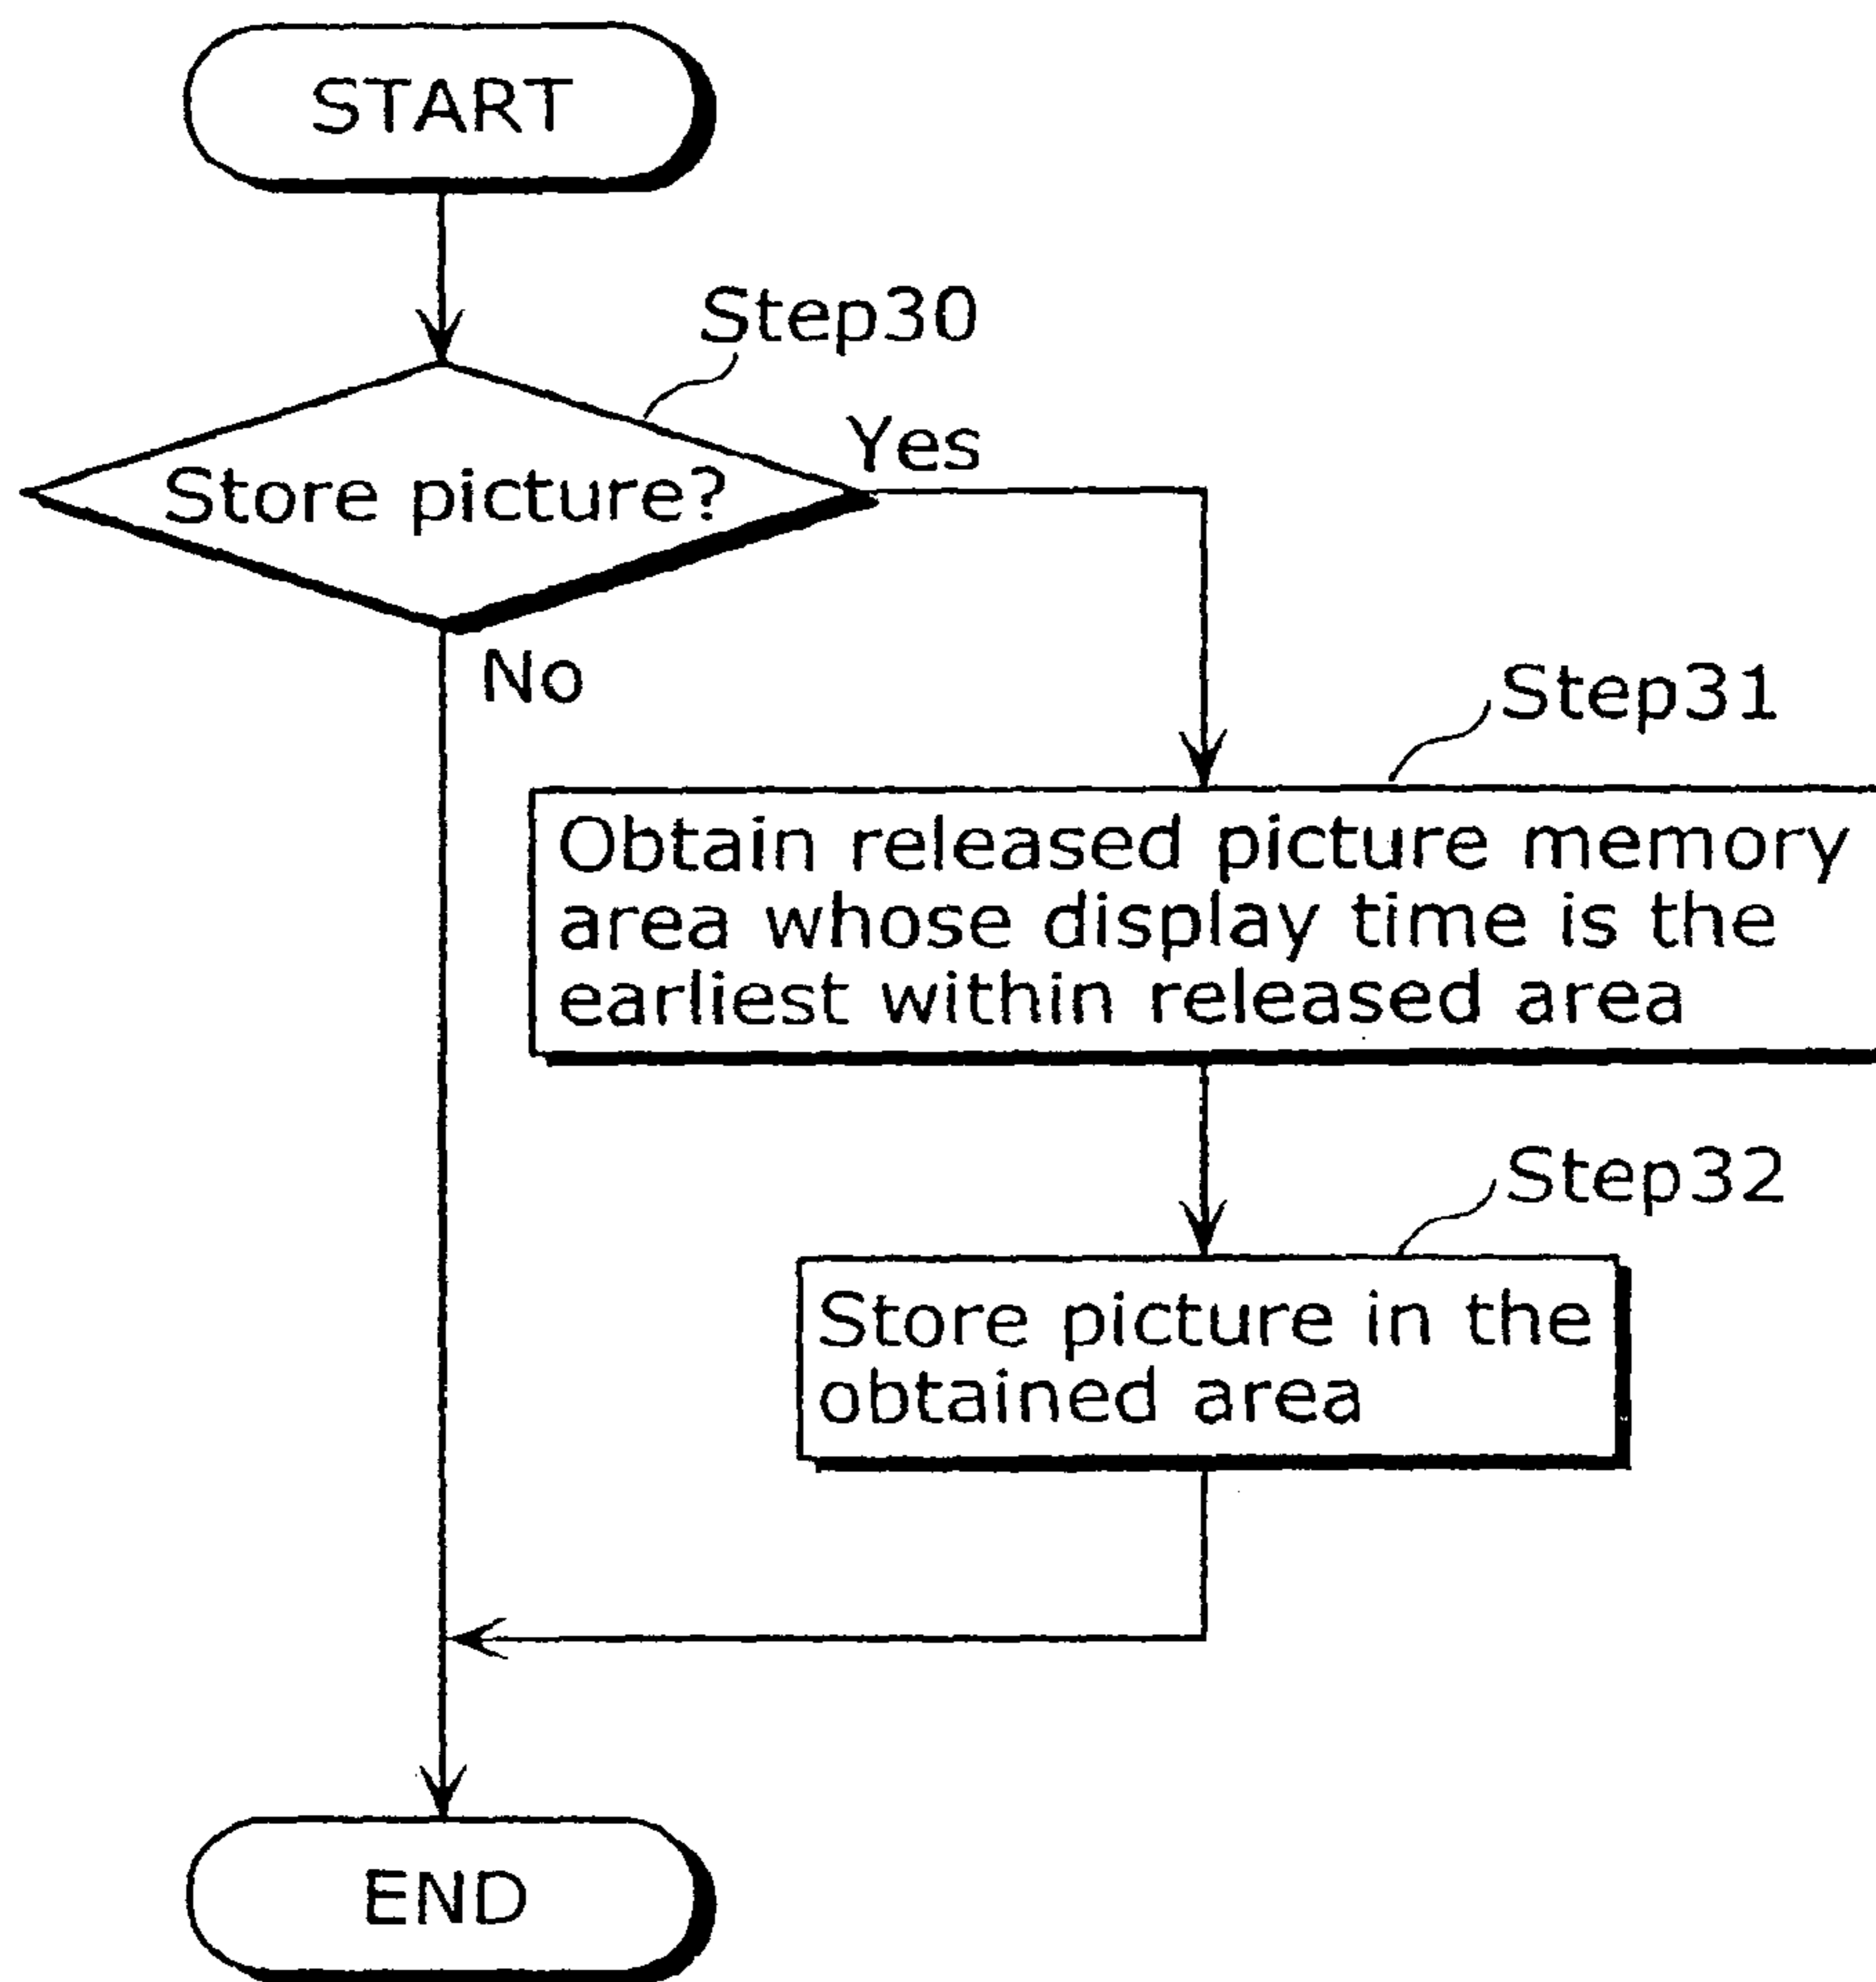 START
Step30
Store picture?
Yes
No
Step31
Obtain released picture memory
area whose display time is the
earliest within released area
Step32
Store picture in the
obtained area
END